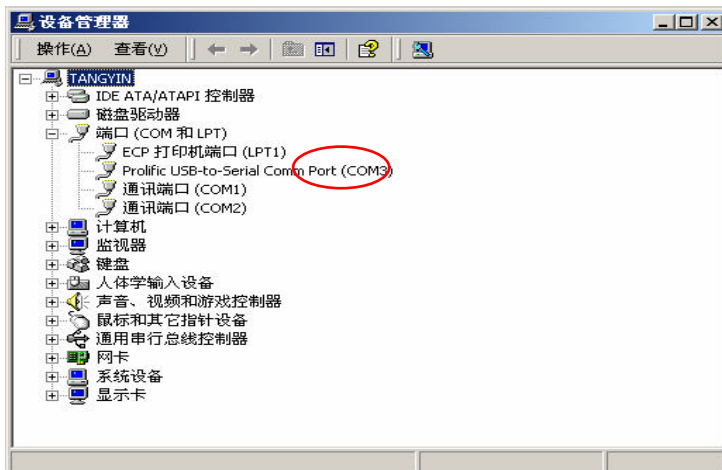 设备管理器
操作(A) 查看(V)
TANGYIN
IDE ATA/ATAPI 控制器
磁盘驱动器
端口 (COM 和 LPT)
ECP 打印机端口 (LPT1)
Prolific USB-to-Serial Comm Port (COM3)
通讯端口 (COM1)
通讯端口 (COM2)
计算机
监视器
键盘
人体学输入设备
声音、视频和游戏控制器
鼠标和其它指针设备
通用串行总线控制器
网卡
系统设备
显示卡